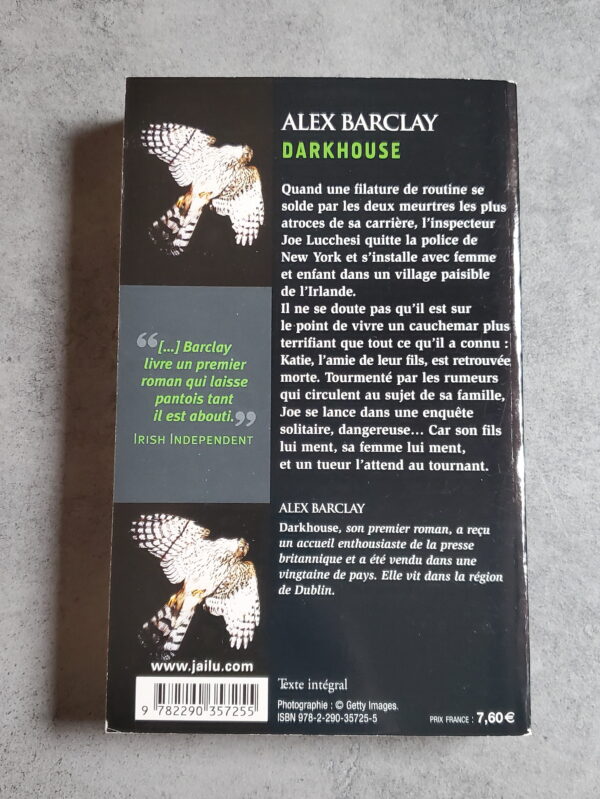 ALEX BARCLAY
DARKHOUSE
Quand une filature de routine se
solde par les deux meurtres les plus
atroces de sa carrière, l'inspecteur
Joe Lucchesi quitte la police de
New York et s'installe avec femme
et enfant dans un village paisible
de l'Irlande.
Il ne se doute pas qu'il est sur
le point de vivre un cauchemar plus
terrifiant que tout ce qu'il a connu :
Katie, l'amie de leur fils, est retrouvée
morte. Tourmenté par les rumeurs
qui circulent au sujet de sa famille,
Joe se lance dans une enquête
solitaire, dangereuse... Car son fils
lui ment, sa femme lui ment,
et un tueur l'attend au tournant.
“[...] Barclay
livre un premier
roman qui laisse
pantois tant
il est abouti.”
IRISH INDEPENDENT
ALEX BARCLAY
Darkhouse, son premier roman, a reçu
un accueil enthousiaste de la presse
britannique et a été vendu dans une
vingtaine de pays. Elle vit dans la région
de Dublin.
www.jailu.com
9 782290 357255
Texte intégral
Photographie : © Getty Images.
ISBN 978-2-290-35725-5
PRIX FRANCE : 7,60 €